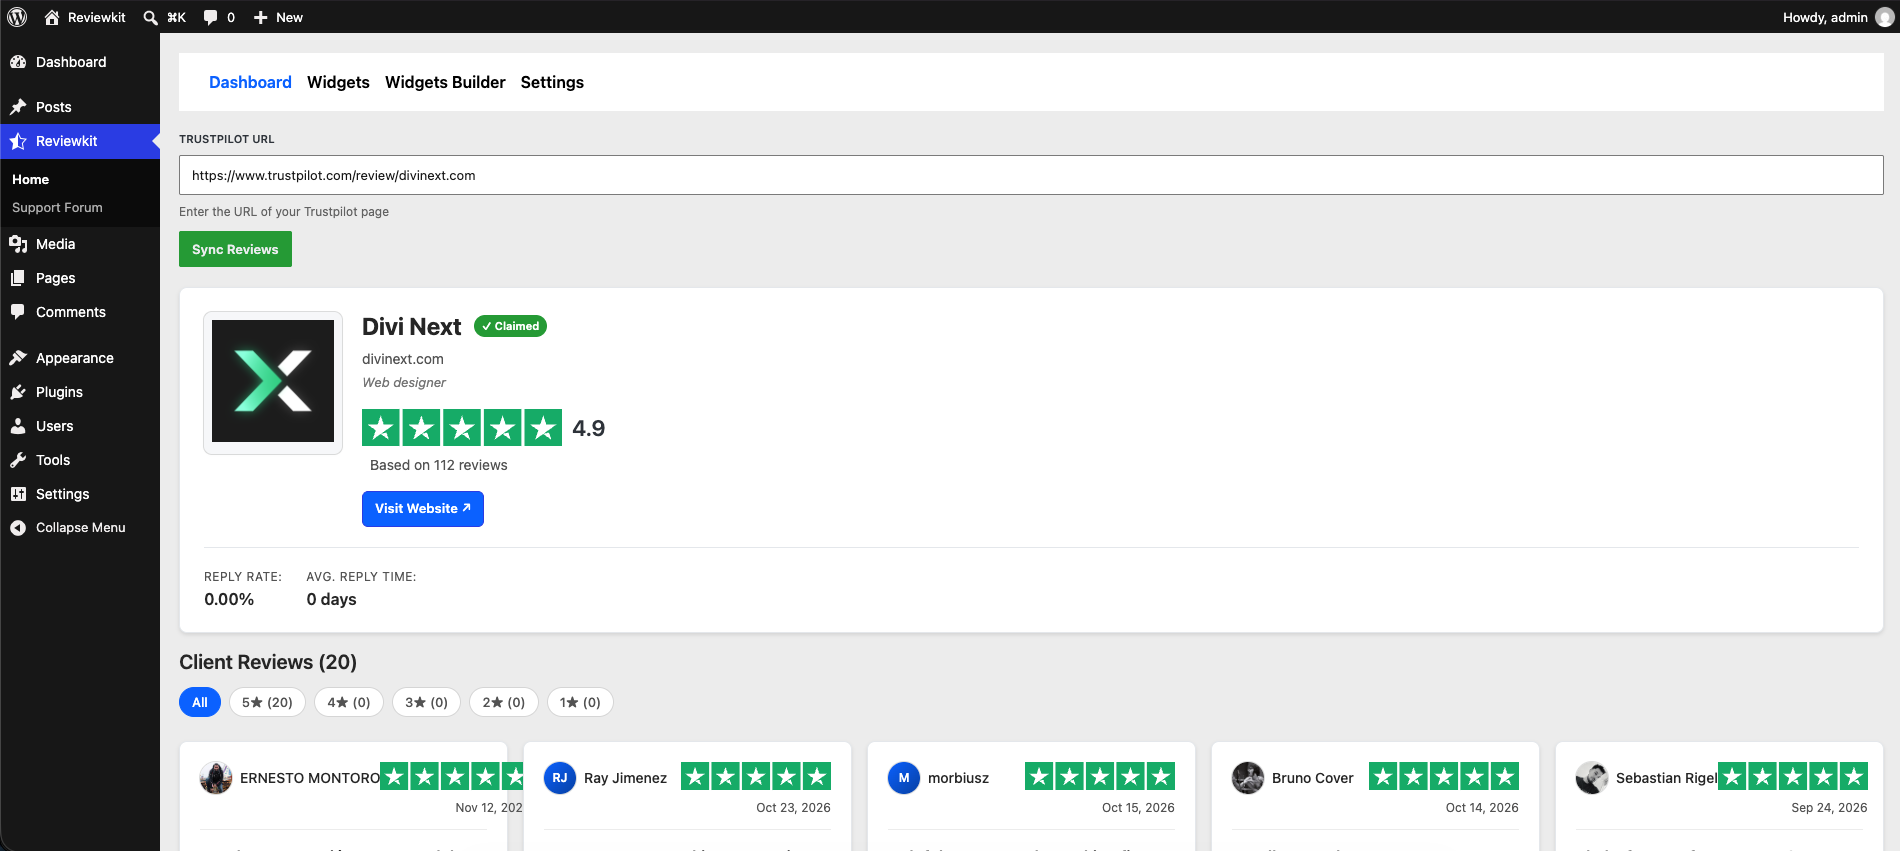 Reviewkit ⌘K 0 New Howdy, admin
Dashboard
Posts
Reviewkit
Home
Support Forum
Media
Pages
Comments
Appearance
Plugins
Users
Tools
Settings
Collapse Menu
Dashboard Widgets Widgets Builder Settings
TRUSTPILOT URL
https://www.trustpilot.com/review/divinext.com
Enter the URL of your Trustpilot page
Sync Reviews
Divi Next ✓ Claimed
divinext.com
Web designer
4.9
Based on 112 reviews
Visit Website ↗
REPLY RATE: AVG. REPLY TIME:
0.00% 0 days
Client Reviews (20)
All 5★ (20) 4★ (0) 3★ (0) 2★ (0) 1★ (0)
ERNESTO MONTORO
Nov 12, 202
RJ Ray Jimenez
Oct 23, 2026
M morbiusz
Oct 15, 2026
Bruno Cover
Oct 14, 2026
Sebastian Rigel
Sep 24, 2026